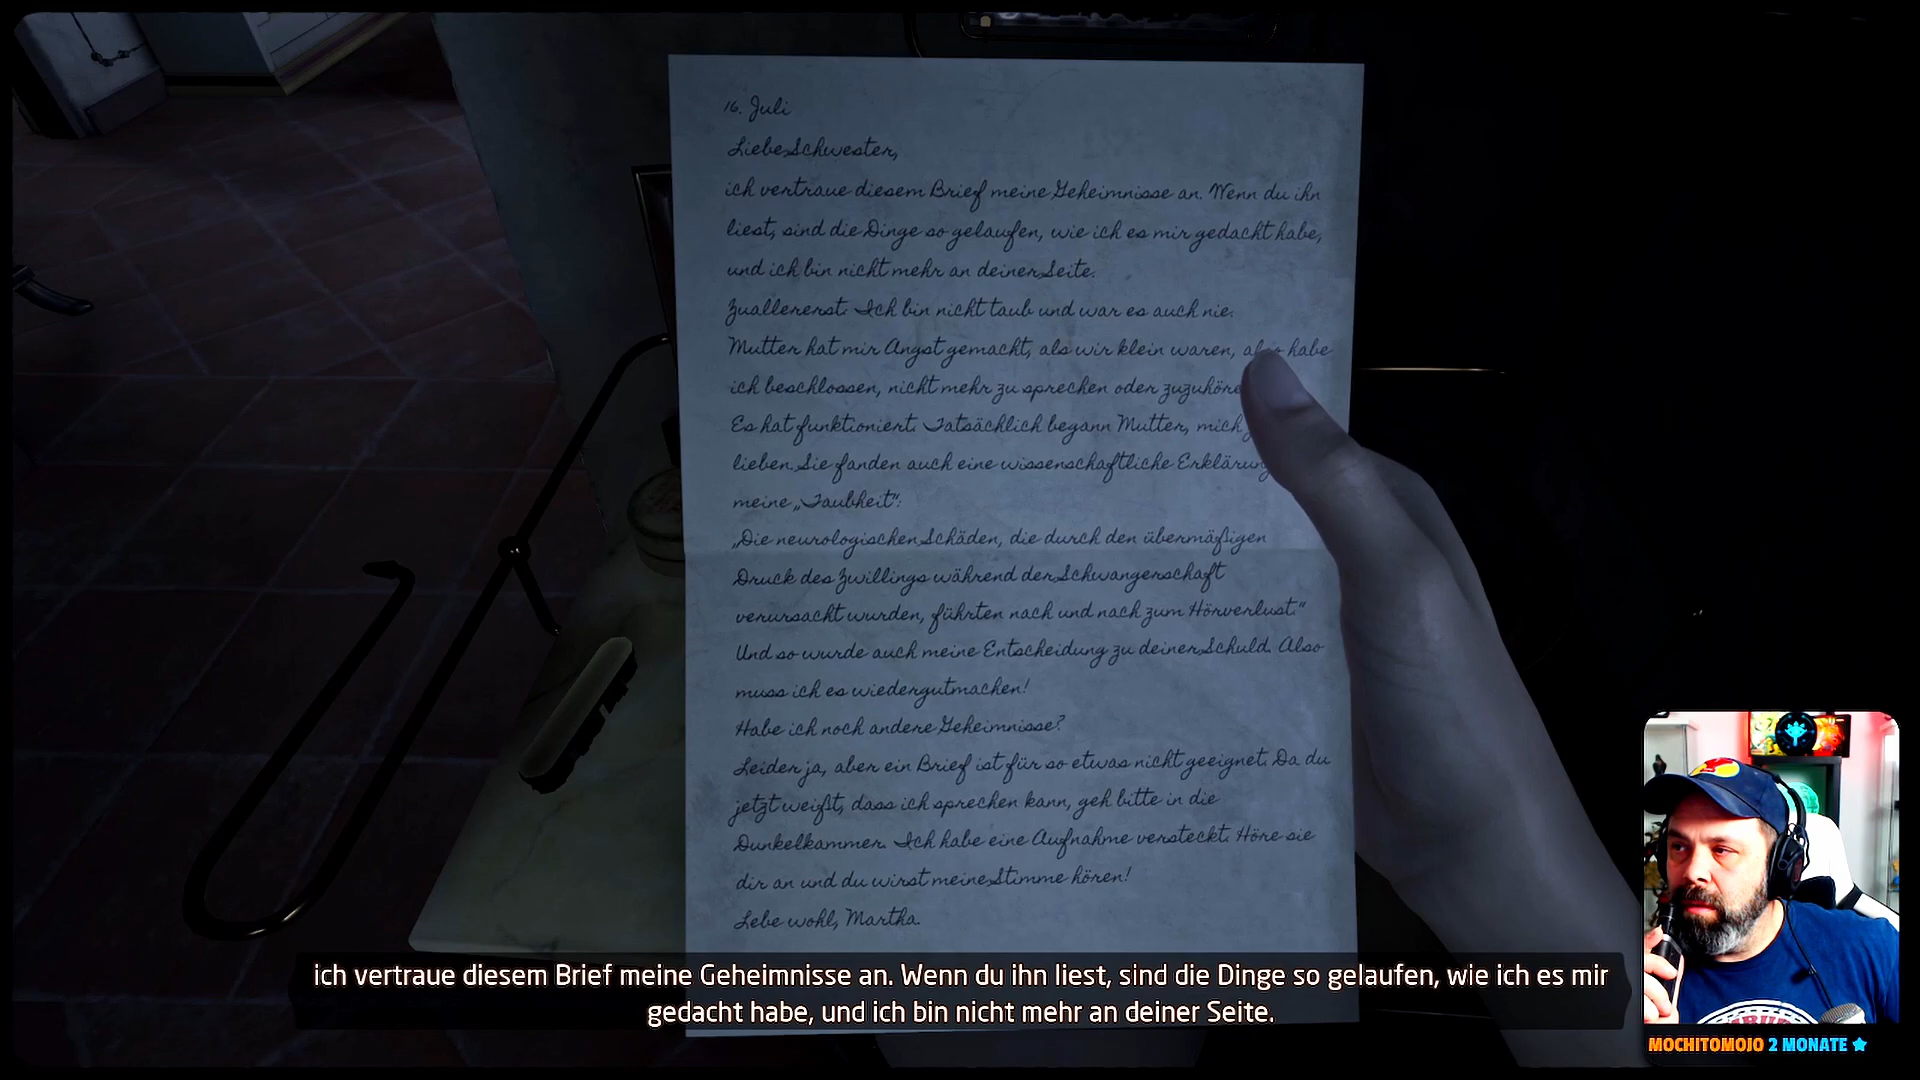 16. Juli
Liebe Schwester,
ich vertraue diesem Brief meine Geheimnisse an. Wenn du ihn
liest, sind die Dinge so gelaufen, wie ich es mir gedacht habe,
und ich bin nicht mehr an deiner Seite.
Zuallererst: Ich bin nicht taub und war es auch nie.
Mutter hat mir Angst gemacht, als wir klein waren, also habe
ich beschlossen, nicht mehr zu sprechen oder
Es hat funktioniert. Tatsächlich begann Mutter, mich
lieben. Sie fanden auch eine wissenschaftliche Erklärung
meine „Taubheit":
„Die neurologischen Schäden, die durch den übermäßigen
Druck des Zwillings während der Schwangerschaft
verursacht wurden, führten nach und nach zum Hörverlust."
Und so wurde auch meine Entscheidung zu deiner Schuld. Also
muss ich es wiedergutmachen!
Habe ich noch andere Geheimnisse?
Leider ja, aber ein Brief ist für so etwas nicht geeignet. Da du
jetzt weißt, dass ich sprechen kann, geh bitte in die
Dunkelkammer. Ich habe eine Aufnahme versteckt. Höre sie
dir an und du wirst meine Stimme hören!
Lebe wohl, Martha.
ich vertraue diesem Brief meine Geheimnisse an. Wenn du ihn liest, sind die Dinge so gelaufen, wie ich es mir
gedacht habe, und ich bin nicht mehr an deiner Seite.
MOCHITOMOJO 2 MONATE